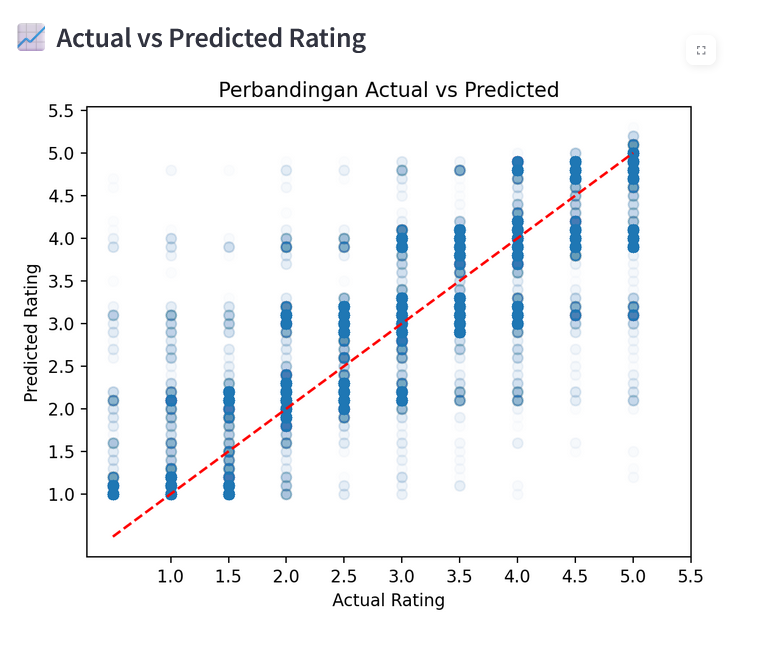 📈 Actual vs Predicted Rating
Perbandingan Actual vs Predicted
5.5
5.0
4.5
4.0
3.5
3.0
2.5
2.0
1.5
1.0
Predicted Rating
1.0 1.5 2.0 2.5 3.0 3.5 4.0 4.5 5.0 5.5
Actual Rating